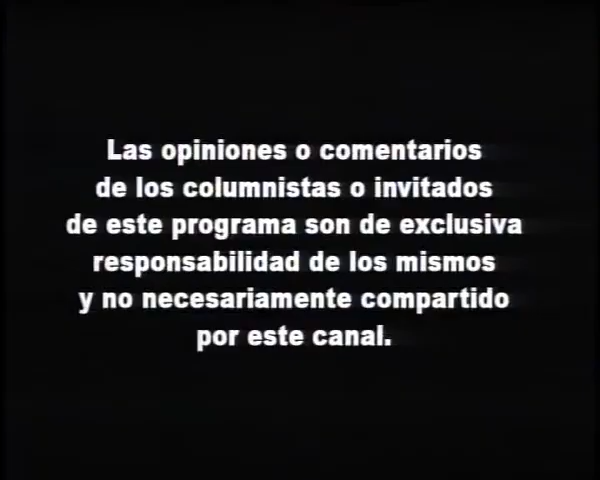 Las opiniones o comentarios
de los columnistas o invitados
de este programa son de exclusiva
responsabilidad de los mismos
y no necesariamente compartido
por este canal.